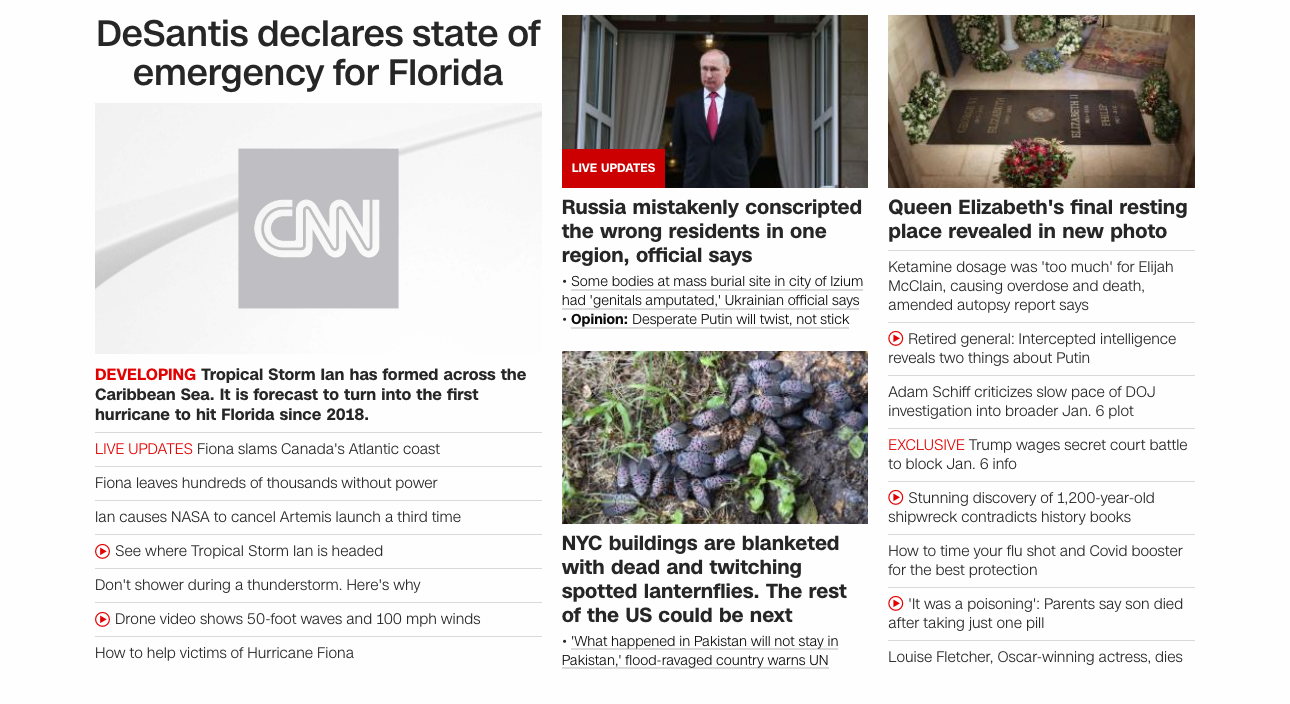 DeSantis declares state of
emergency for Florida
CNN
DEVELOPING Tropical Storm Ian has formed across the
Caribbean Sea. It is forecast to turn into the first
hurricane to hit Florida since 2018.
LIVE UPDATES Fiona slams Canada's Atlantic coast
Fiona leaves hundreds of thousands without power
Ian causes NASA to cancel Artemis launch a third time
See where Tropical Storm Ian is headed
Don't shower during a thunderstorm. Here's why
Drone video shows 50-foot waves and 100 mph winds
How to help victims of Hurricane Fiona
LIVE UPDATES
Russia mistakenly conscripted
the wrong residents in one
region, official says
• Some bodies at mass burial site in city of Izium
had 'genitals amputated,' Ukrainian official says
• Opinion: Desperate Putin will twist, not stick
NYC buildings are blanketed
with dead and twitching
spotted lanternflies. The rest
of the US could be next
• 'What happened in Pakistan will not stay in
Pakistan,' flood-ravaged country warns UN
GEORGE VI
ELIZABETH
ELIZABETH II
PHILIP
Queen Elizabeth's final resting
place revealed in new photo
Ketamine dosage was 'too much' for Elijah
McClain, causing overdose and death,
amended autopsy report says
Retired general: Intercepted intelligence
reveals two things about Putin
Adam Schiff criticizes slow pace of DOJ
investigation into broader Jan. 6 plot
EXCLUSIVE Trump wages secret court battle
to block Jan. 6 info
Stunning discovery of 1,200-year-old
shipwreck contradicts history books
How to time your flu shot and Covid booster
for the best protection
'It was a poisoning': Parents say son died
after taking just one pill
Louise Fletcher, Oscar-winning actress, dies